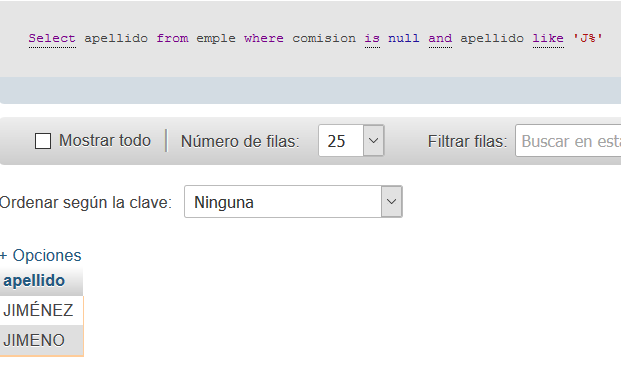 Select apellido from emple where comision is null and apellido like 'J%'
Mostrar todo Número de filas: 25 Filtrar filas: Buscar en esta
Ordenar según la clave: Ninguna
+ Opciones
apellido
JIMÉNEZ
JIMENO